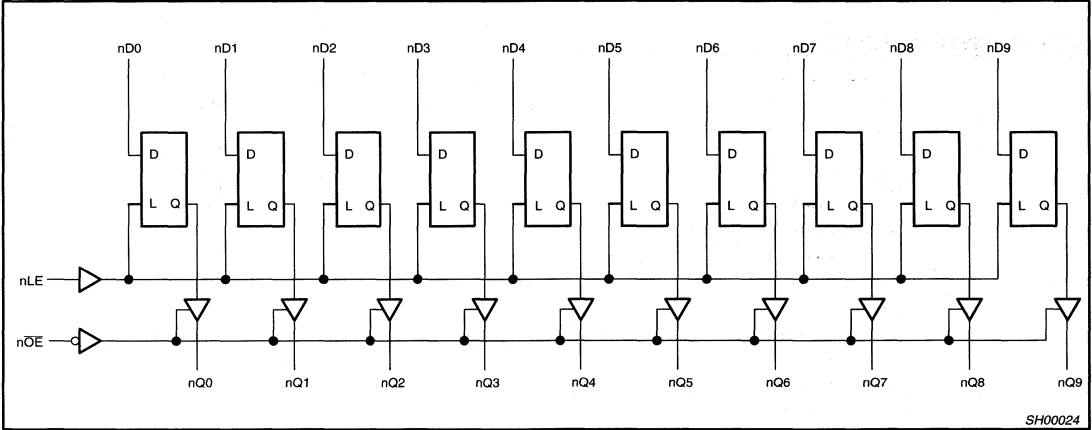 nD0 nD1 nD2 nD3 nD4 nD5 nD6 nD7 nD8 nD9
D D D D D D D D D D
L Q L Q L Q L Q L Q L Q L Q L Q L Q L Q
nLE
nO̅E̅
nQ0 nQ1 nQ2 nQ3 nQ4 nQ5 nQ6 nQ7 nQ8 nQ9
SH00024